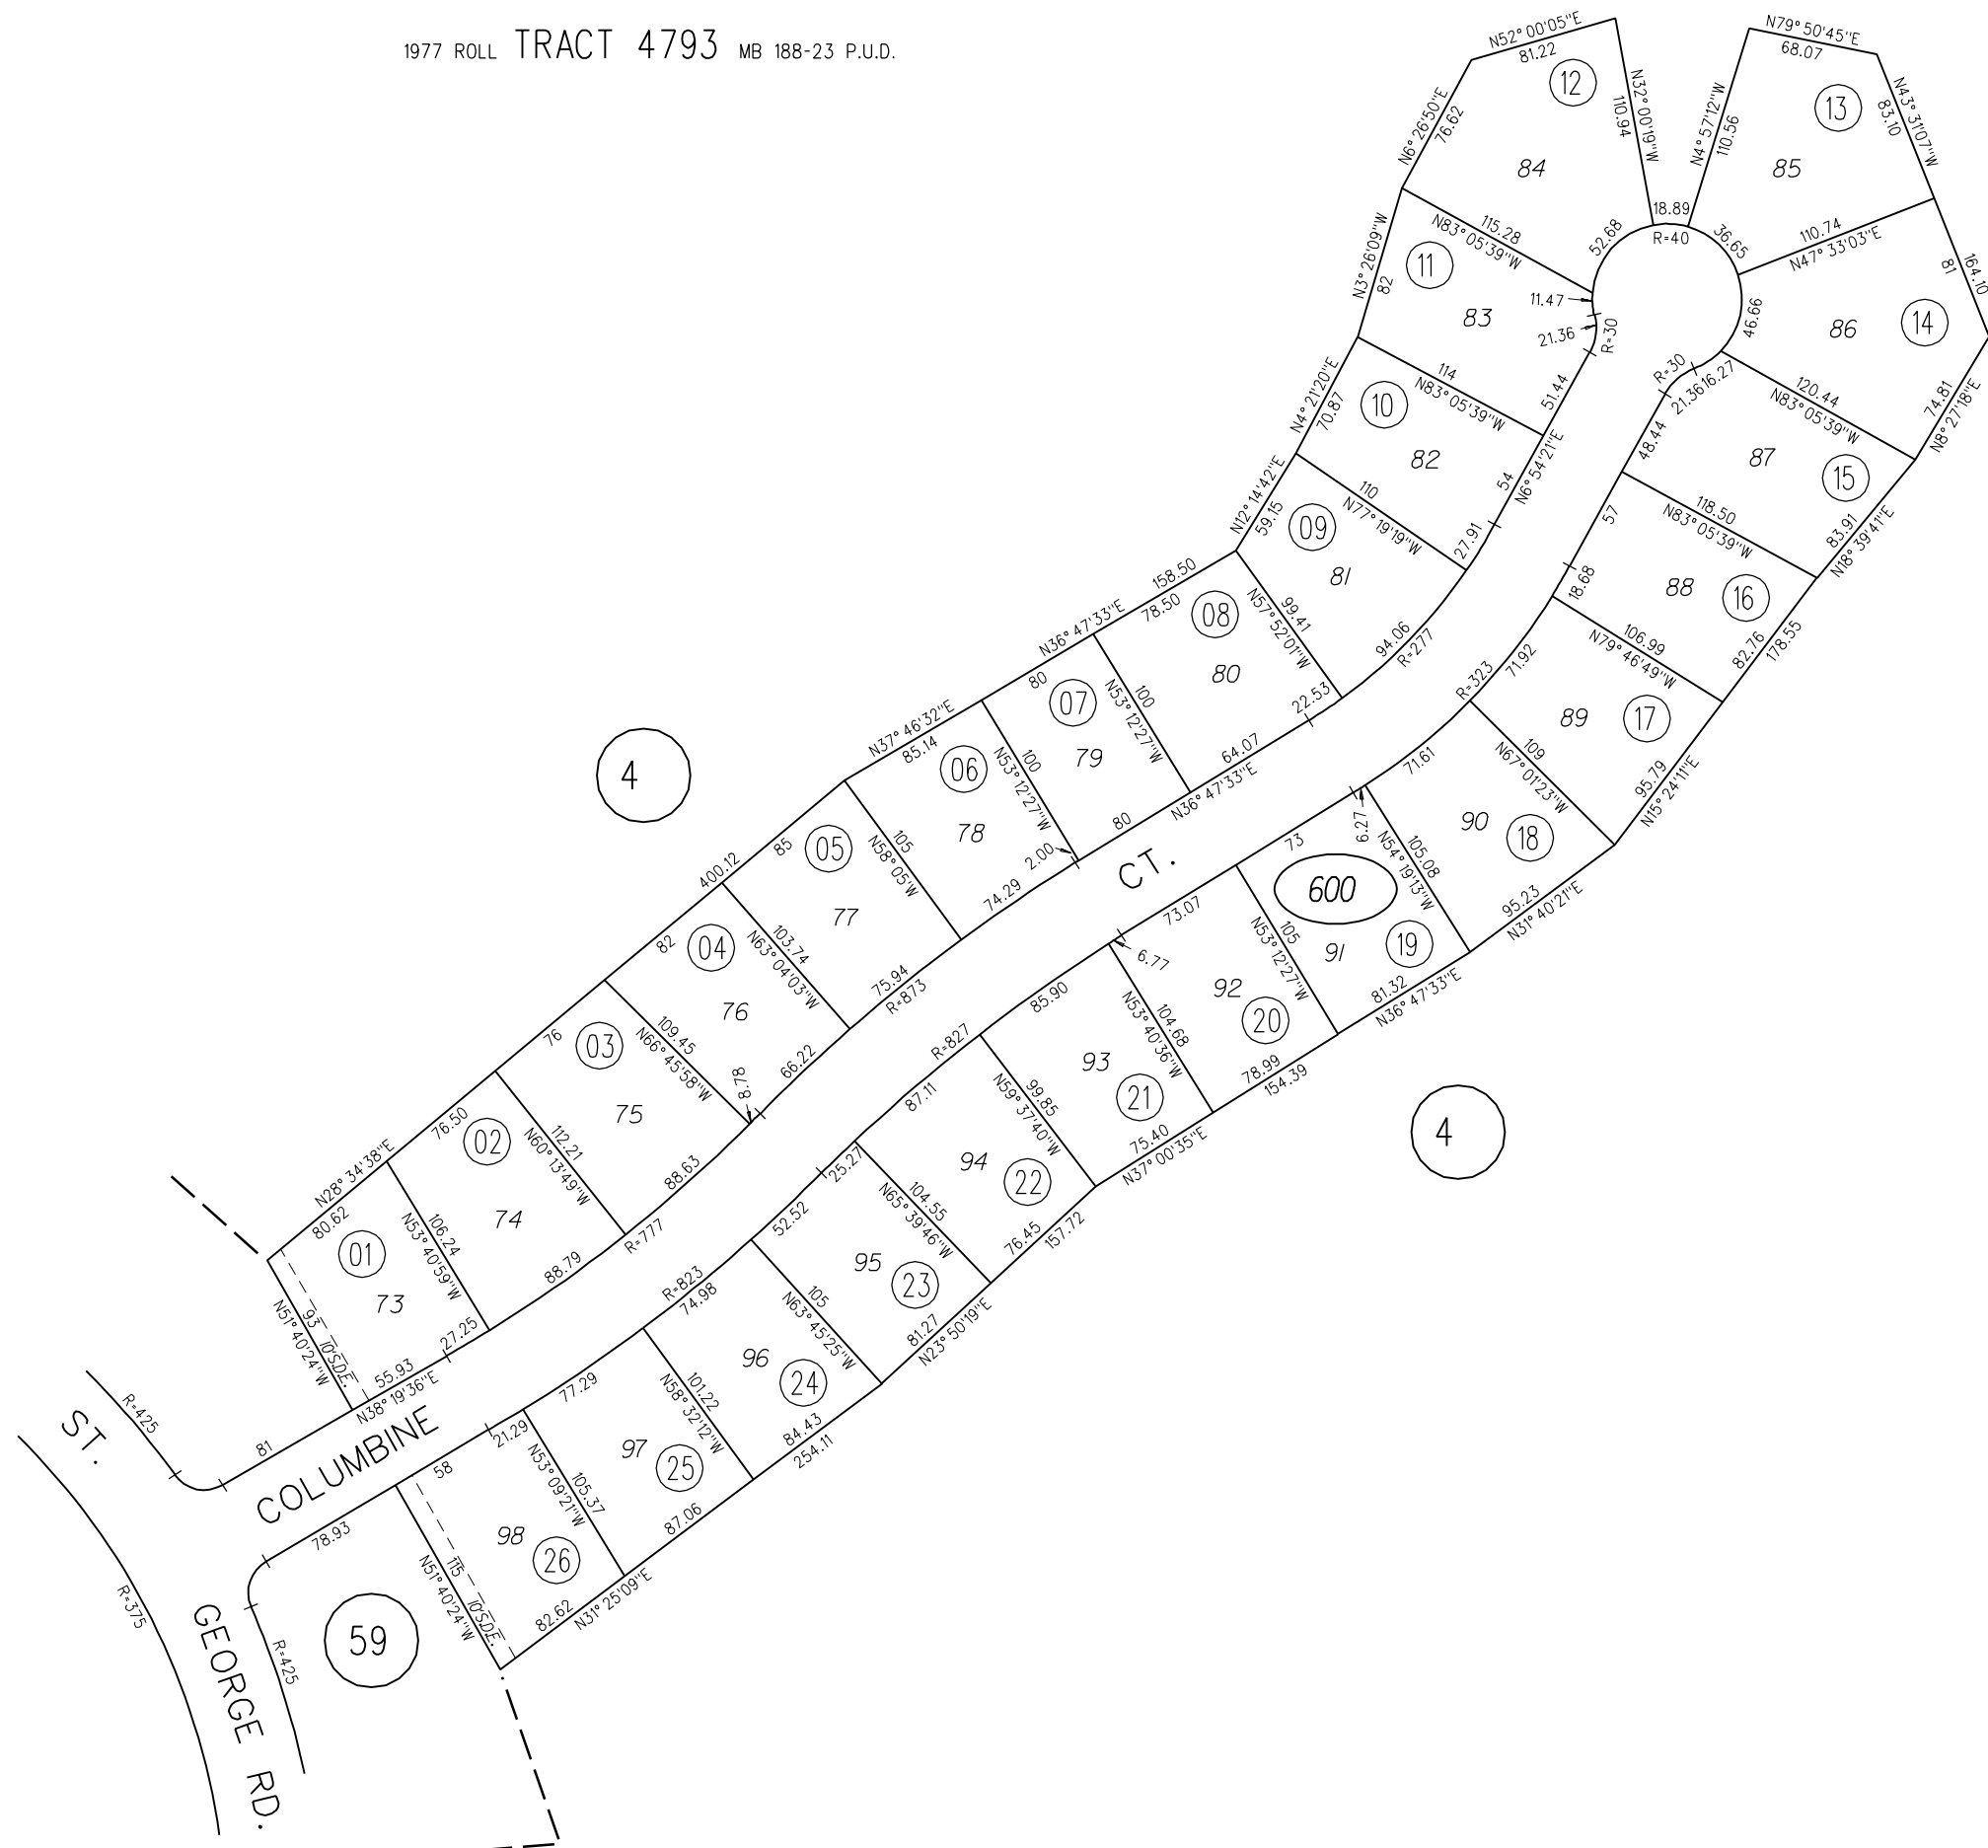 1977 ROLL TRACT 4793 MB 188-23 P.U.D.
N52° 00'05"E
81.22
12
N6° 26'50"E
76.62
N32° 00'19"W
110.94
84
N79° 50'45"E
68.07
13
N43° 31'07"W
83.10
N4° 57'12"W
110.56
85
115.28
N83° 05'39"W
52.68
18.89
R=40
36.65
110.74
N47° 33'03"E
164.10
81
N3° 26'09"W
82
11
83
11.47
21.36
R=30
46.66
86
14
N4° 21'20"E
70.87
114
N83° 05'39"W
10
82
51.44
R=30
21.36
16.27
120.44
N83° 05'39"W
74.81
N8° 27'18"E
N12° 14'42"E
59.15
110
N77° 19'19"W
54
N6° 54'21"E
48.44
87
15
09
81
27.91
57
118.50
N83° 05'39"W
83.91
N18° 39'41"E
158.50
N36° 47'33"E
78.50
08
80
99.41
N57° 52'01"W
94.06
R=277
18.68
88
16
106.99
N79° 46'49"W
82.76
178.55
80
07
79
100
N53° 12'27"W
22.53
64.07
N36° 47'33"E
R=323
71.92
89
17
N37° 46'32"E
85.14
06
78
100
N53° 12'27"W
80
2.00
71.61
109
N67° 01'23"W
95.79
N15° 24'11"E
4
400.12
85
05
77
105
N58° 05'W
74.29
CT.
73
6.27
90
18
105.08
N54° 19'13"W
95.23
N31° 40'21"E
600
82
04
76
103.74
N63° 04'03"W
75.94
R=873
73.07
105
N53° 12'27"W
91
19
81.32
N36° 47'33"E
76
03
75
109.45
N66° 45'58"W
66.22
8.78
85.90
6.77
92
20
104.68
N53° 40'36"W
78.99
154.39
4
N28° 34'38"E
76.50
02
74
112.21
N60° 13'49"W
88.63
R=827
87.11
93
21
99.85
N59° 37'40"W
75.40
N37° 00'35"E
80.62
01
73
106.24
N53° 40'59"W
88.79
R=777
25.27
94
22
104.55
N65° 39'46"W
76.45
157.72
93
N51° 40'24"W
10'S.D.E.
27.25
55.93
N38° 19'36"E
52.52
R=823
74.98
95
23
105
N63° 45'25"W
81.27
N23° 50'19"E
R=425
ST.
81
COLUMBINE
77.29
96
24
101.22
N58° 32'12"W
84.43
254.11
21.29
58
97
25
105.37
N53° 09'21"W
87.06
78.93
98
26
115
N51° 40'24"W
10'S.D.E.
82.62
N31° 25'09"E
R=375
GEORGE RD.
R=425
59